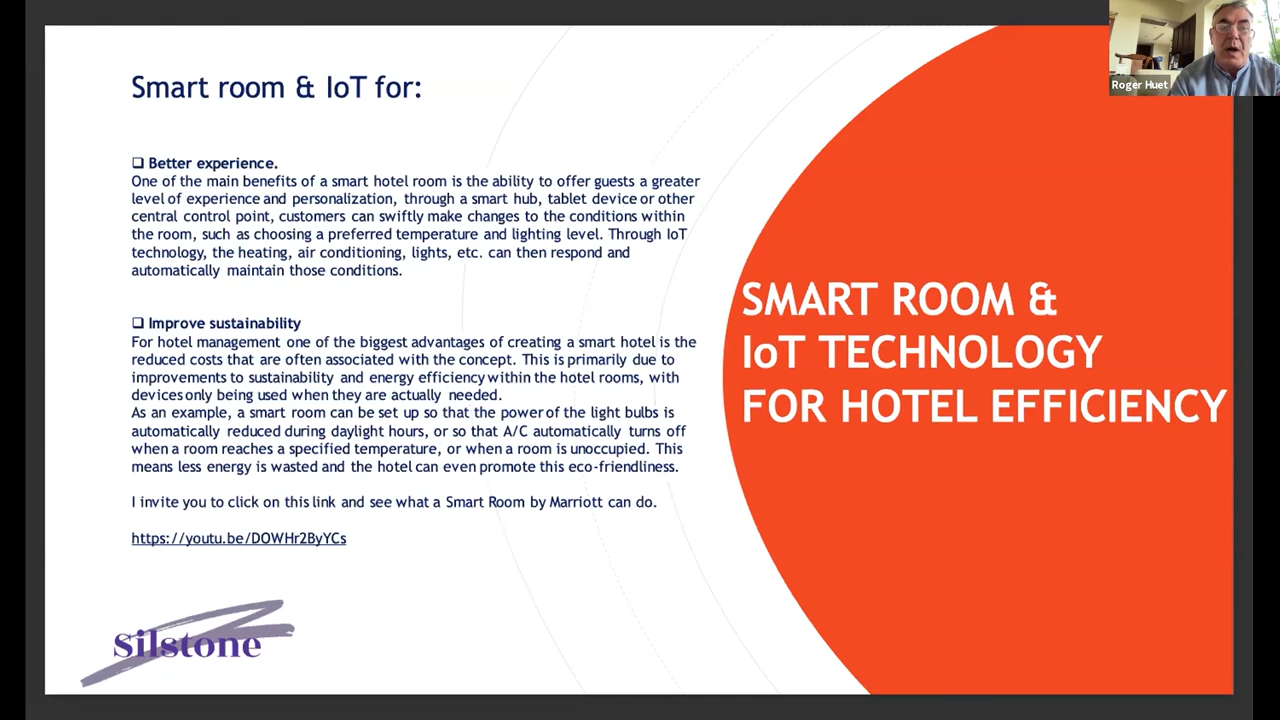 Smart room & IoT for:
❑ Better experience.
One of the main benefits of a smart hotel room is the ability to offer guests a greater
level of experience and personalization, through a smart hub, tablet device or other
central control point, customers can swiftly make changes to the conditions within
the room, such as choosing a preferred temperature and lighting level. Through IoT
technology, the heating, air conditioning, lights, etc. can then respond and
automatically maintain those conditions.
❑ Improve sustainability
For hotel management one of the biggest advantages of creating a smart hotel is the
reduced costs that are often associated with the concept. This is primarily due to
improvements to sustainability and energy efficiency within the hotel rooms, with
devices only being used when they are actually needed.
As an example, a smart room can be set up so that the power of the light bulbs is
automatically reduced during daylight hours, or so that A/C automatically turns off
when a room reaches a specified temperature, or when a room is unoccupied. This
means less energy is wasted and the hotel can even promote this eco-friendliness.
I invite you to click on this link and see what a Smart Room by Marriott can do.
https://youtu.be/DOWHr2ByYCs
Silstone
SMART ROOM &
IoT TECHNOLOGY
FOR HOTEL EFFICIENCY
Roger Huet